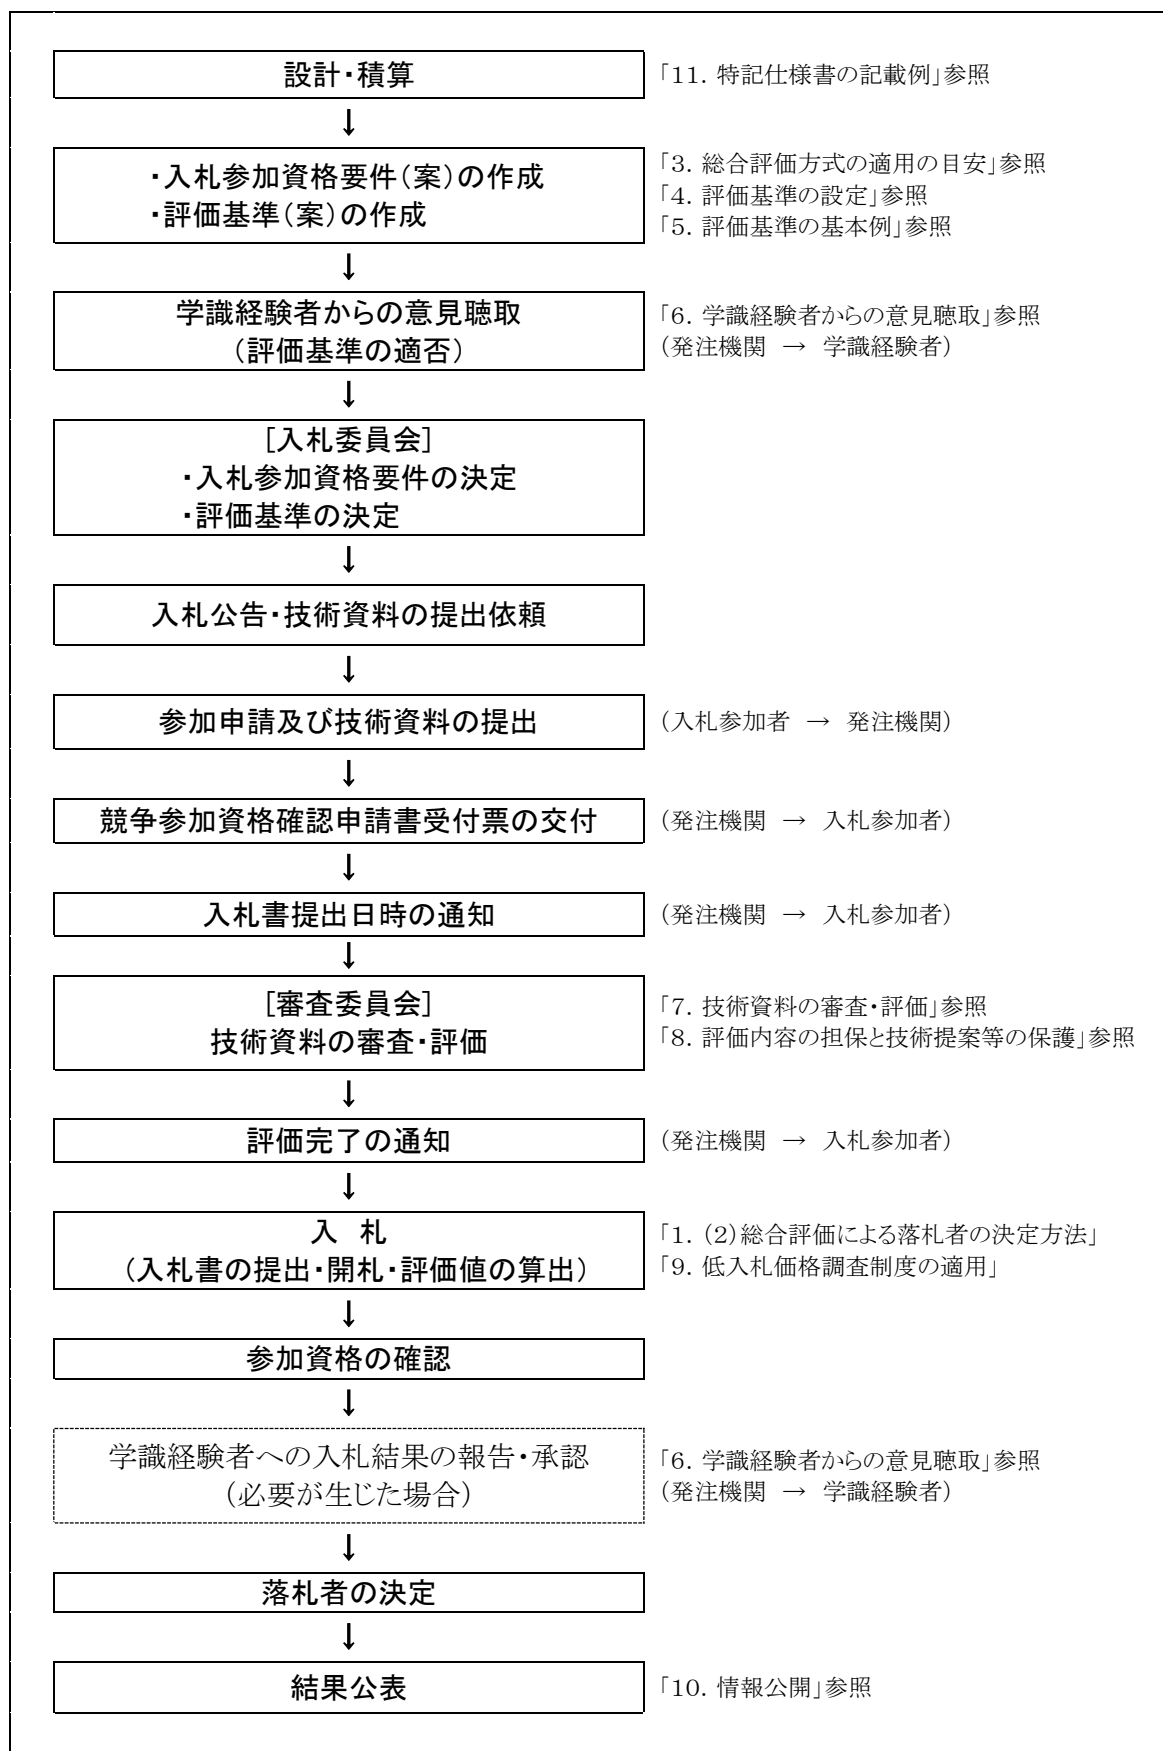 設計・積算
「11．特記仕様書の記載例」参照
↓
・入札参加資格要件（案）の作成
・評価基準（案）の作成
「3．総合評価方式の適用の目安」参照
「4．評価基準の設定」参照
「5．評価基準の基本例」参照
↓
学識経験者からの意見聴取
（評価基準の適否）
「6．学識経験者からの意見聴取」参照
（発注機関　→　学識経験者）
↓
［入札委員会］
・入札参加資格要件の決定
・評価基準の決定
↓
入札公告・技術資料の提出依頼
↓
参加申請及び技術資料の提出
（入札参加者　→　発注機関）
↓
競争参加資格確認申請書受付票の交付
（発注機関　→　入札参加者）
↓
入札書提出日時の通知
（発注機関　→　入札参加者）
↓
［審査委員会］
技術資料の審査・評価
「7．技術資料の審査・評価」参照
「8．評価内容の担保と技術提案等の保護」参照
↓
評価完了の通知
（発注機関　→　入札参加者）
↓
入　札
（入札書の提出・開札・評価値の算出）
「1．（2）総合評価による落札者の決定方法」
「9．低入札価格調査制度の適用」
↓
参加資格の確認
↓
学識経験者への入札結果の報告・承認
（必要が生じた場合）
「6．学識経験者からの意見聴取」参照
（発注機関　→　学識経験者）
↓
落札者の決定
↓
結果公表
「10．情報公開」参照